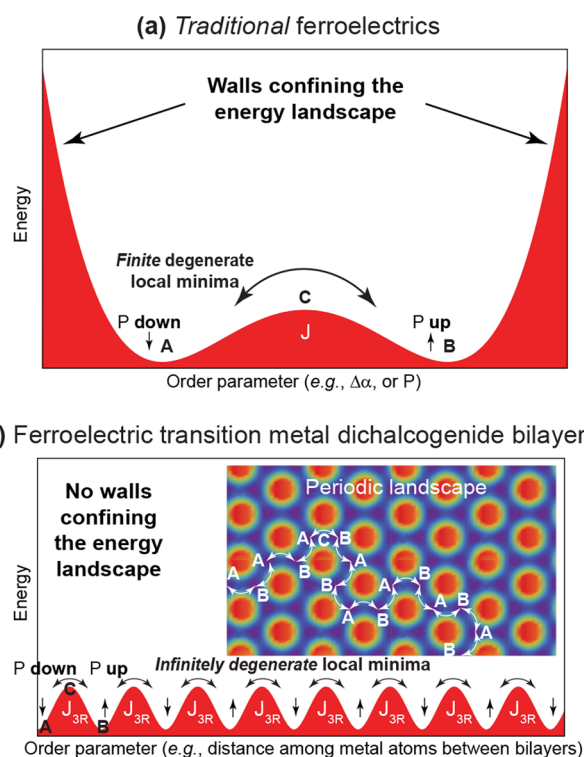 (a) Traditional ferroelectrics
Walls confining the
energy landscape
Energy
Finite degenerate
local minima
C
P down
P up
A
J
B
Order parameter (e.g., Δα, or P)
) Ferroelectric transition metal dichalcogenide bilayer
No walls
confining
the energy
landscape
Periodic landscape
A C B
A B A
A B B A B A B
B A B A A
B
Energy
P down P up Infinitely degenerate local minima
C
J3R J3R J3R J3R J3R J3R J3R J3R
A B
Order parameter (e.g., distance among metal atoms between bilayers)